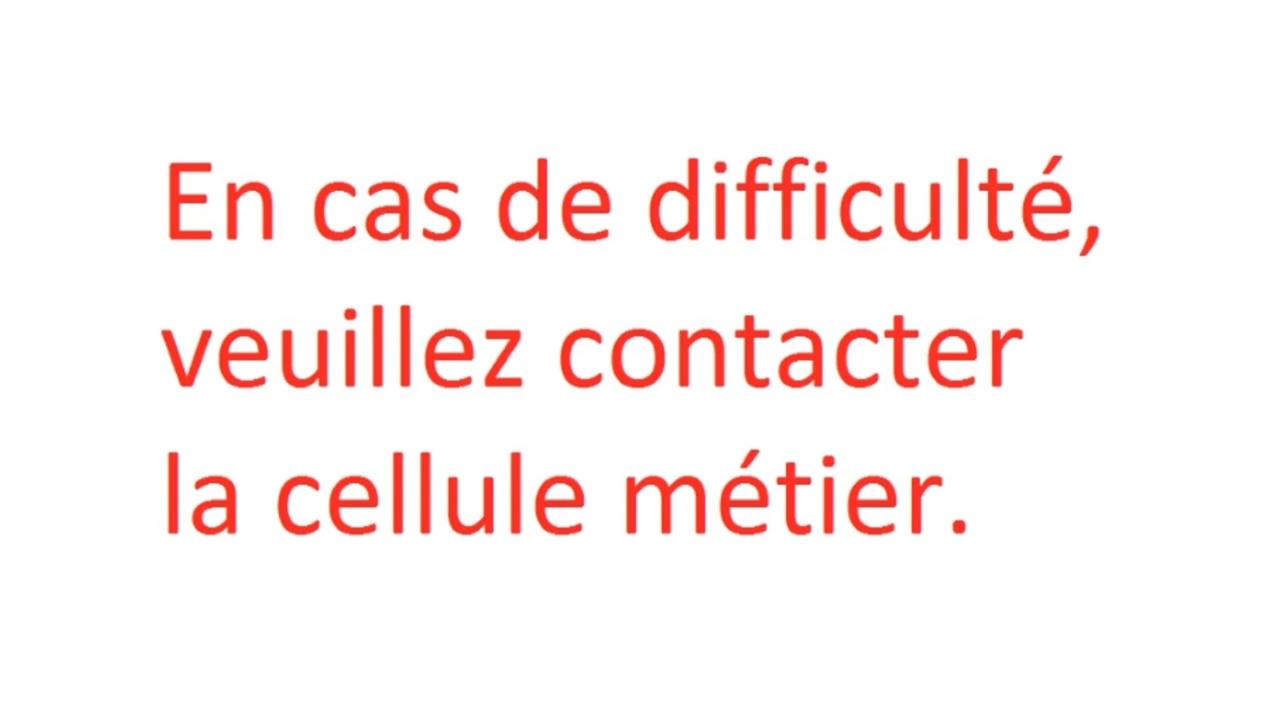 En cas de difficulté,
veuillez contacter
la cellule métier.